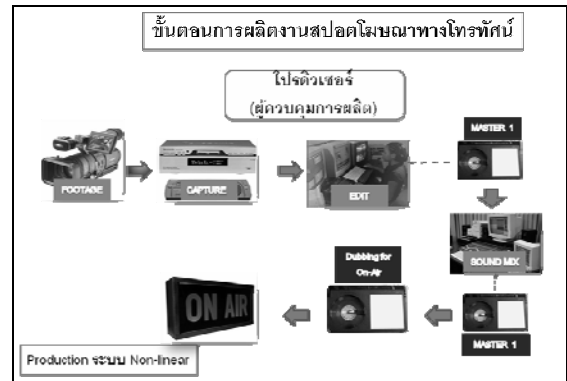 ขั้นตอนการผลิตงานสปอตโฆษณาทางโทรทัศน์
โปรดิวเซอร์
(ผู้ควบคุมการผลิต)
MASTER 1
FOOTAGE
CAPTURE
EDIT
SOUND MIX
Dubbing for
On-Air
ON AIR
MASTER 1
Production ระบบ Non-linear